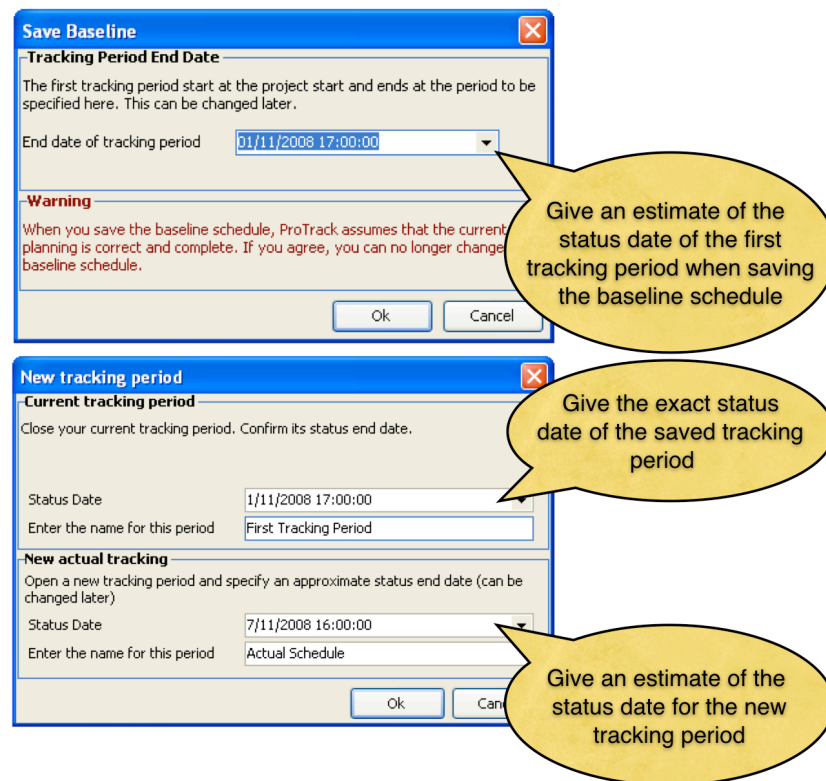 Save Baseline
Tracking Period End Date
The first tracking period start at the project start and ends at the period to be
specified here. This can be changed later.
End date of tracking period 01/11/2008 17:00:00
Warning
When you save the baseline schedule, ProTrack assumes that the current
planning is correct and complete. If you agree, you can no longer change
baseline schedule.
Ok Cancel
Give an estimate of the
status date of the first
tracking period when saving
the baseline schedule
New tracking period
Current tracking period
Close your current tracking period. Confirm its status end date.
Status Date 1/11/2008 17:00:00
Enter the name for this period First Tracking Period
Give the exact status
date of the saved tracking
period
New actual tracking
Open a new tracking period and specify an approximate status end date (can be
changed later)
Status Date 7/11/2008 16:00:00
Enter the name for this period Actual Schedule
Ok
Give an estimate of the
status date for the new
tracking period